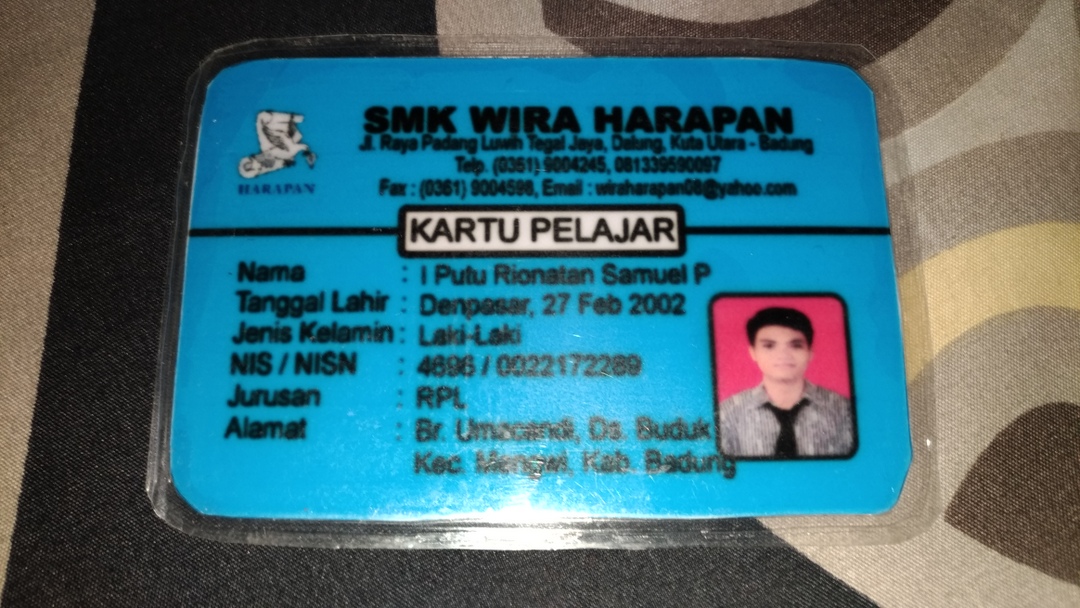 SMK WIRA HARAPAN
Jl. Raya Padang Luwih Tegal Jaya, Dalung, Kuta Utara - Badung
Telp. (0361) 9004245, 081339590097
Fax : (0361) 9004598, Email : wiraharapan08@yahoo.com
HARAPAN
KARTU PELAJAR
Nama : I Putu Rionatan Samuel P
Tanggal Lahir : Denpasar, 27 Feb 2002
Jenis Kelamin : Laki-Laki
NIS / NISN : 4696 / 0022172289
Jurusan : RPL
Alamat : Br. Umacandi, Ds. Buduk
Kec. Mengwi, Kab. Badung